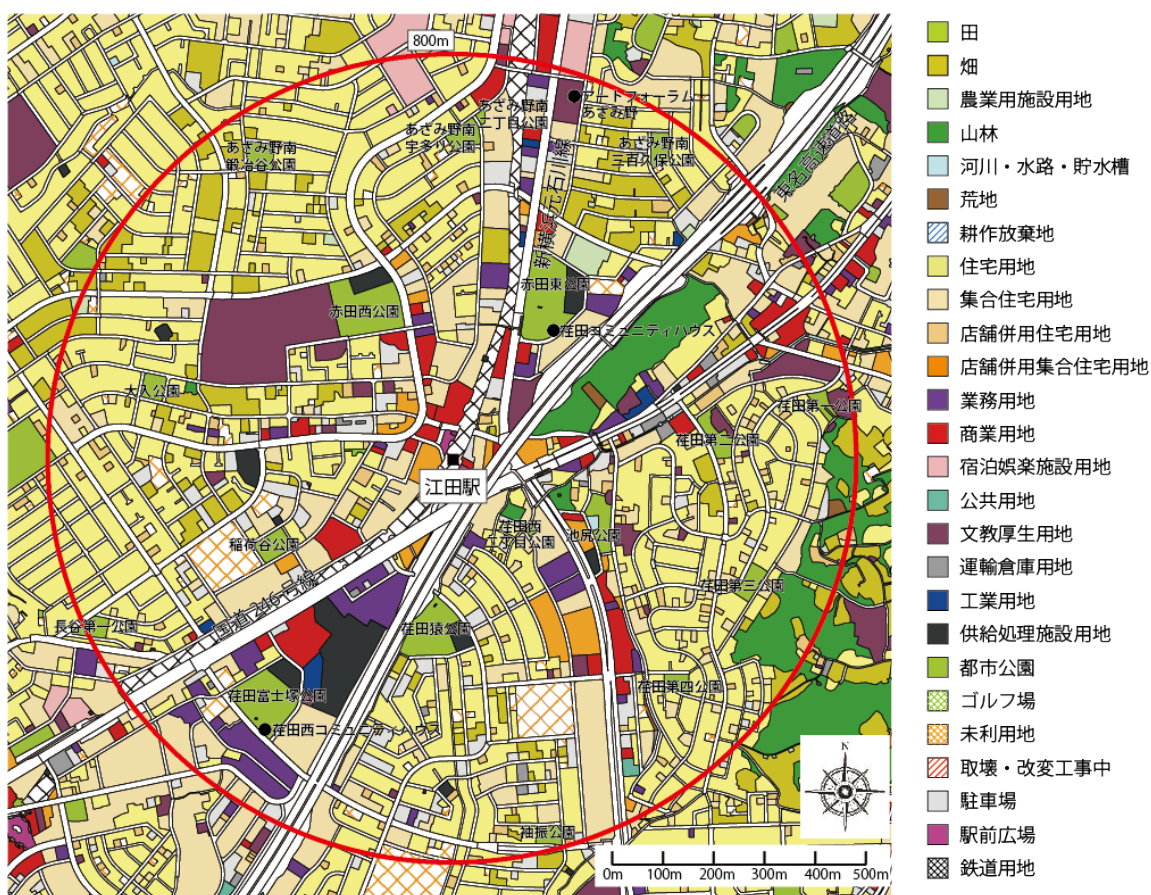 800m
アートフォーラム
あざみ野
あざみ野南
二丁目公園
あざみ野南
宇多り公園
あざみ野南
鍛冶谷公園
あざみ野南
三百久保公園
東名高速道路
新横浜元石川線
赤田東公園
赤田西公園
荏田コミュニティハウス
大入公園
荏田第一公園
荏田第二公園
江田駅
荏田西
二丁目公園
池尻公園
稲荷谷公園
国道246号線
荏田第三公園
長谷第一公園
荏田猿公園
荏田富士塚公園
荏田第四公園
荏田西コミュニティハウス
袖振公園
N
0m 100m 200m 300m 400m 500m
田
畑
農業用施設用地
山林
河川・水路・貯水槽
荒地
耕作放棄地
住宅用地
集合住宅用地
店舗併用住宅用地
店舗併用集合住宅用地
業務用地
商業用地
宿泊娯楽施設用地
公共用地
文教厚生用地
運輸倉庫用地
工業用地
供給処理施設用地
都市公園
ゴルフ場
未利用地
取壊・改変工事中
駐車場
駅前広場
鉄道用地